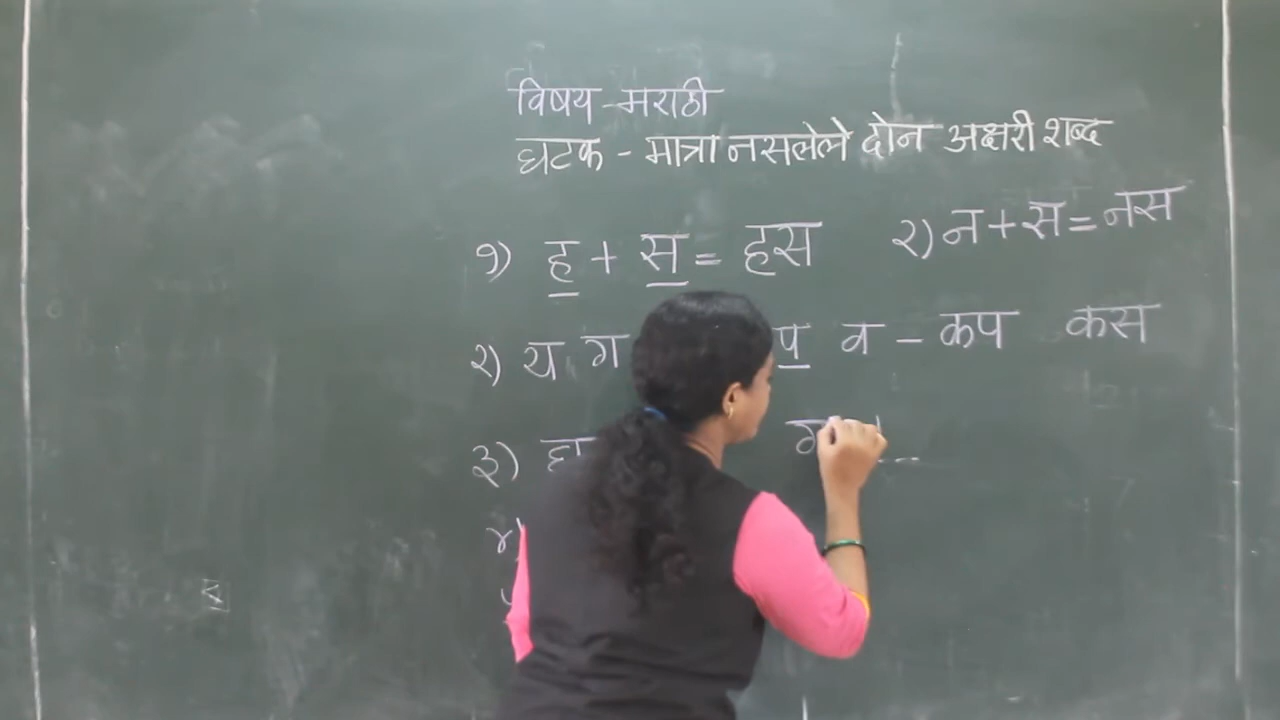 विषय - मराठी
घटक - मात्रा नसलेले दोन अक्षरी शब्द
१) ह + स = हस २) न + स = नस
२) य ग प व - कप कस
३) घ ग
४)